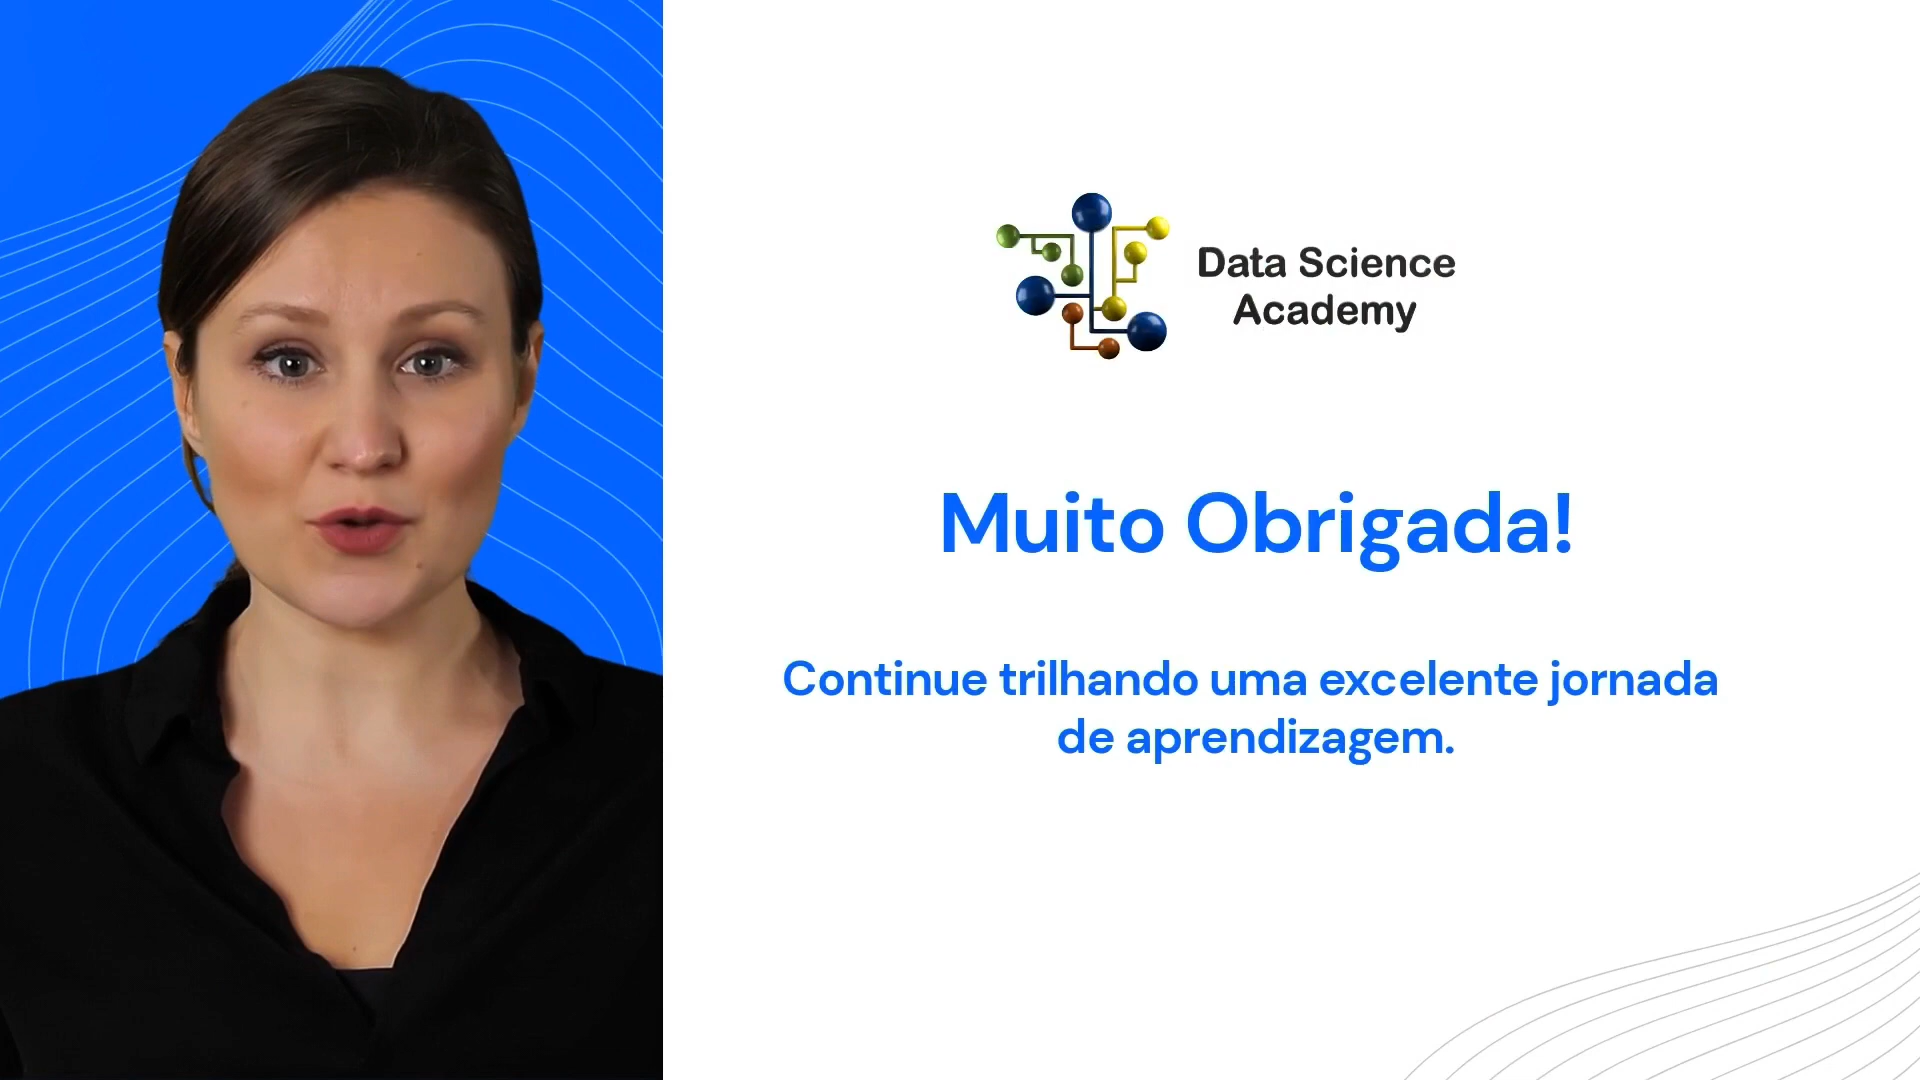 Data Science
Academy
Muito Obrigada!
Continue trilhando uma excelente jornada
de aprendizagem.